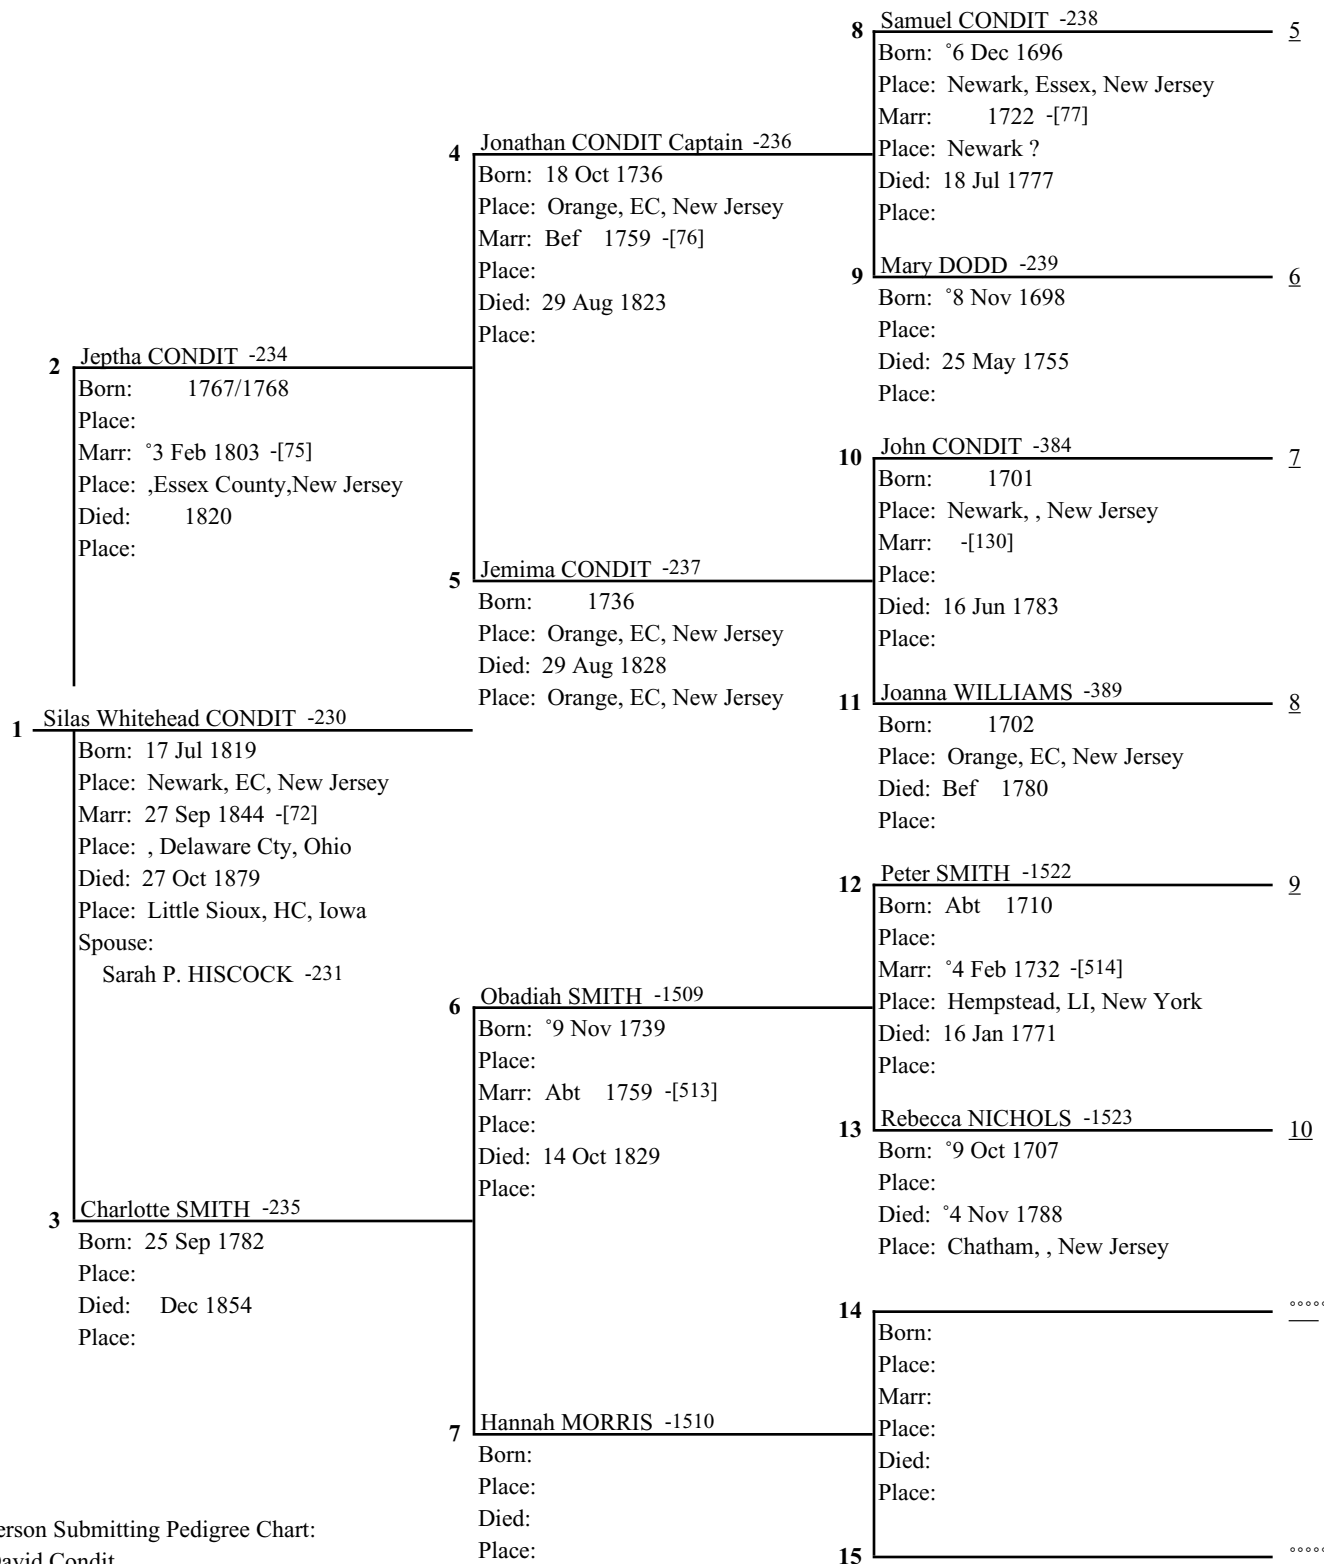 8 Samuel CONDIT -238 5
Born: °6 Dec 1696
Place: Newark, Essex, New Jersey
Marr: 1722 -[77]
Place: Newark ?
Died: 18 Jul 1777
Place:
4 Jonathan CONDIT Captain -236
Born: 18 Oct 1736
Place: Orange, EC, New Jersey
Marr: Bef 1759 -[76]
Place:
Died: 29 Aug 1823
Place:
9 Mary DODD -239 6
Born: °8 Nov 1698
Place:
Died: 25 May 1755
Place:
2 Jeptha CONDIT -234
Born: 1767/1768
Place:
Marr: °3 Feb 1803 -[75]
Place: ,Essex County,New Jersey
Died: 1820
Place:
10 John CONDIT -384 7
Born: 1701
Place: Newark, , New Jersey
Marr: -[130]
Place:
Died: 16 Jun 1783
Place:
5 Jemima CONDIT -237
Born: 1736
Place: Orange, EC, New Jersey
Died: 29 Aug 1828
Place: Orange, EC, New Jersey
11 Joanna WILLIAMS -389 8
Born: 1702
Place: Orange, EC, New Jersey
Died: Bef 1780
Place:
1 Silas Whitehead CONDIT -230
Born: 17 Jul 1819
Place: Newark, EC, New Jersey
Marr: 27 Sep 1844 -[72]
Place: , Delaware Cty, Ohio
Died: 27 Oct 1879
Place: Little Sioux, HC, Iowa
Spouse:
Sarah P. HISCOCK -231
12 Peter SMITH -1522 9
Born: Abt 1710
Place:
Marr: °4 Feb 1732 -[514]
Place: Hempstead, LI, New York
Died: 16 Jan 1771
Place:
6 Obadiah SMITH -1509
Born: °9 Nov 1739
Place:
Marr: Abt 1759 -[513]
Place:
Died: 14 Oct 1829
Place:
13 Rebecca NICHOLS -1523 10
Born: °9 Oct 1707
Place:
Died: °4 Nov 1788
Place: Chatham, , New Jersey
3 Charlotte SMITH -235
Born: 25 Sep 1782
Place:
Died: Dec 1854
Place:
14
Born:
Place:
Marr:
Place:
Died:
Place:
7 Hannah MORRIS -1510
Born:
Place:
Died:
Place:
15
erson Submitting Pedigree Chart:
David Condit